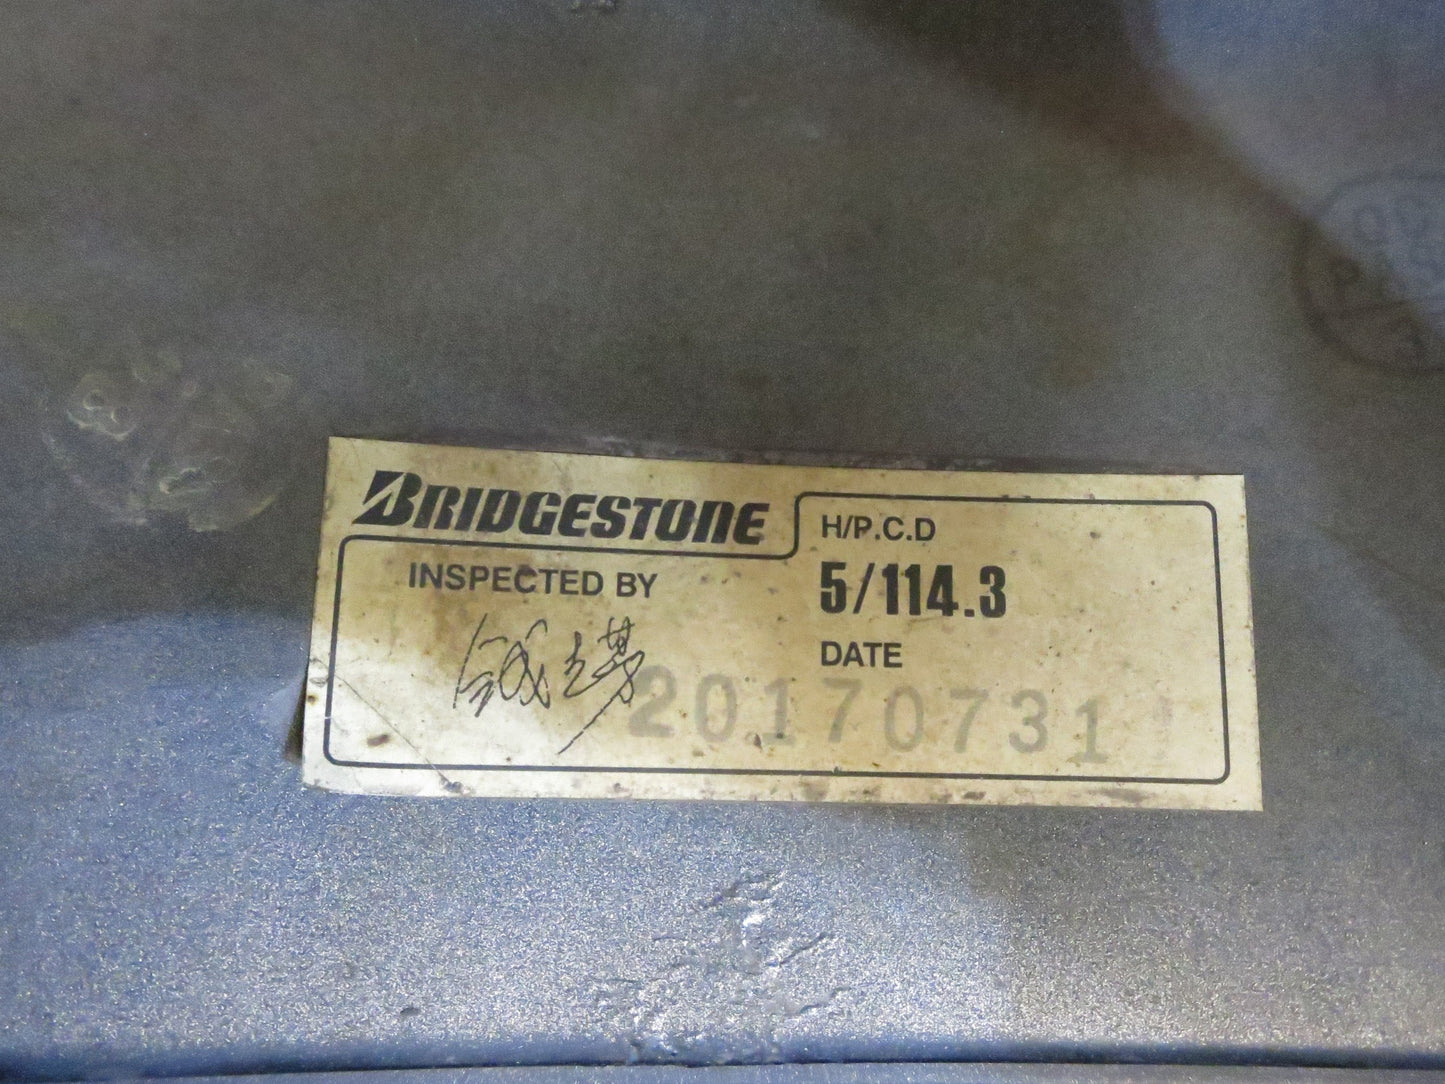 BRIDGESTONE
INSPECTED BY
H/P.C.D
5/114.3
DATE
20170731